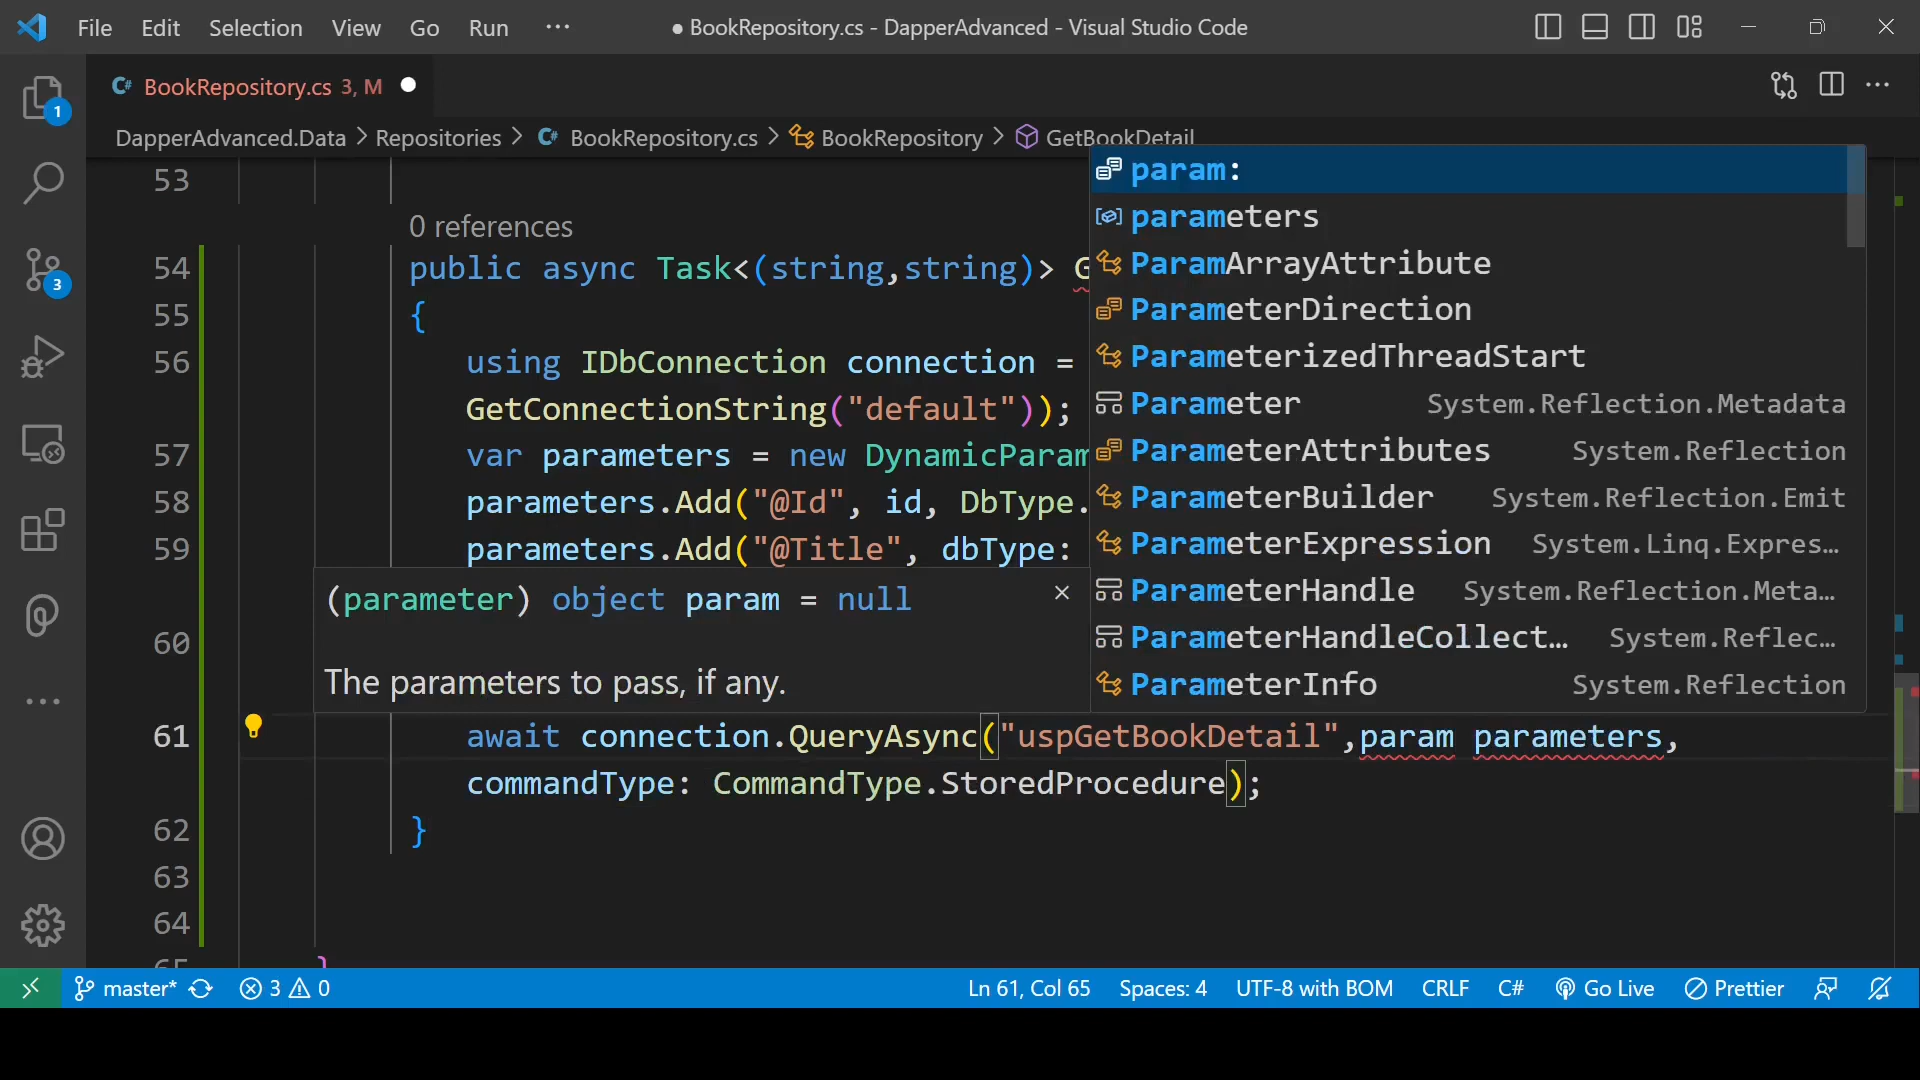 File Edit Selection View Go Run ···
● BookRepository.cs - DapperAdvanced - Visual Studio Code
1
3
C# BookRepository.cs 3, M ●
DapperAdvanced.Data > Repositories > C# BookRepository.cs > BookRepository > GetBookDetail
53
0 references
54 public async Task<(string,string)> G
55 {
56 using IDbConnection connection =
GetConnectionString("default"));
57 var parameters = new DynamicParam
58 parameters.Add("@Id", id, DbType.
59 parameters.Add("@Title", dbType:
60
(parameter) object param = null
The parameters to pass, if any.
param:
parameters
ParamArrayAttribute
ParameterDirection
ParameterizedThreadStart
Parameter System.Reflection.Metadata
ParameterAttributes System.Reflection
ParameterBuilder System.Reflection.Emit
ParameterExpression System.Linq.Expres…
ParameterHandle System.Reflection.Meta…
ParameterHandleCollect… System.Reflec…
ParameterInfo System.Reflection
61 await connection.QueryAsync("uspGetBookDetail",param parameters,
commandType: CommandType.StoredProcedure);
62 }
63
64
65 }
master* 3 0 Ln 61, Col 65 Spaces: 4 UTF-8 with BOM CRLF C# Go Live Prettier